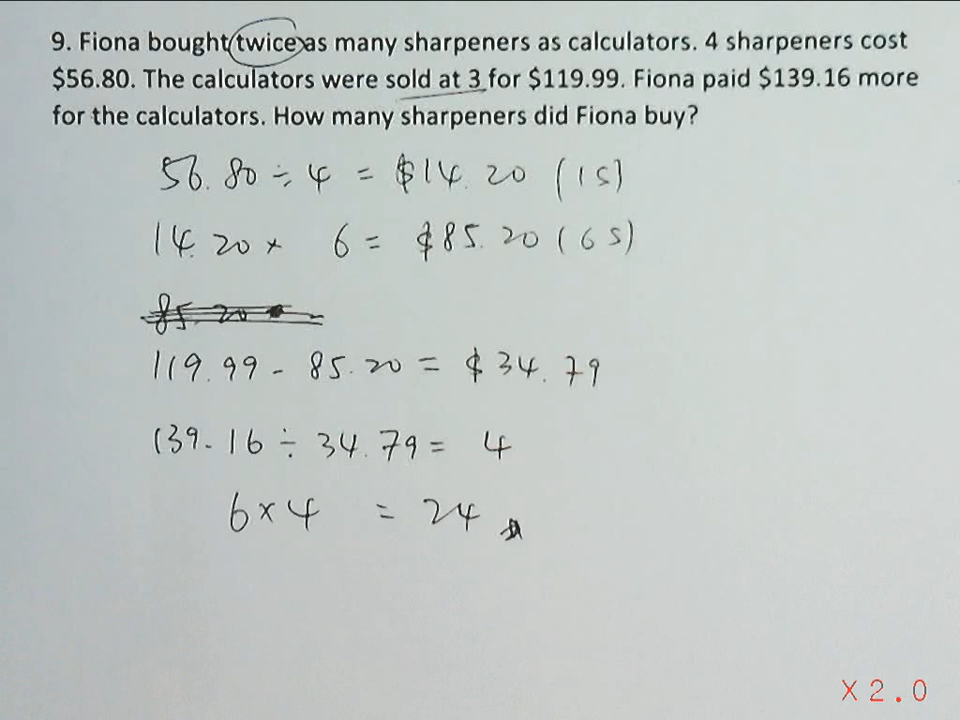 9. Fiona bought twice as many sharpeners as calculators. 4 sharpeners cost
$56.80. The calculators were sold at 3 for $119.99. Fiona paid $139.16 more
for the calculators. How many sharpeners did Fiona buy?
56.80 ÷ 4 = $14.20 (1S)
14.20 × 6 = $85.20 (6S)
85.20
119.99 - 85.20 = $34.79
139.16 ÷ 34.79 = 4
6 × 4 = 24
X2.0